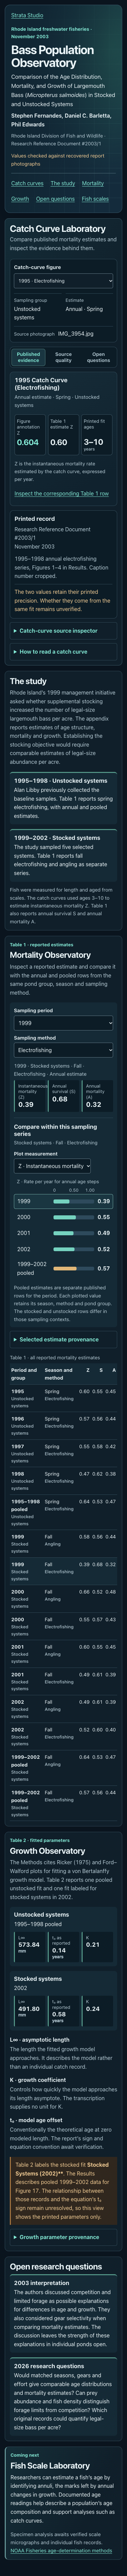 Strata Studio
Rhode Island freshwater fisheries ·
November 2003
Bass Population
Observatory
Comparison of the Age Distribution,
Mortality, and Growth of Largemouth
Bass (Micropterus salmoides) in Stocked
and Unstocked Systems
Stephen Fernandes, Daniel C. Barletta,
Phil Edwards
Rhode Island Division of Fish and Wildlife ·
Research Reference Document #2003/1
Values checked against recovered report
photographs
Catch curves The study Mortality
Growth Open questions Fish scales
Catch Curve Laboratory
Compare published mortality estimates and
inspect the evidence behind them.
Catch-curve figure
1995 · Electrofishing
Sampling group
Unstocked
systems
Estimate
Annual · Spring
Source photograph IMG_3954.jpg
Published
evidence
Source
quality
Open
questions
1995 Catch Curve
(Electrofishing)
Annual estimate · Spring · Unstocked
systems
Figure
annotation
Z
0.604
Table 1
estimate Z
0.60
Printed fit
ages
3–10
years
Z is the instantaneous mortality rate
estimated by the catch curve, expressed
per year.
Inspect the corresponding Table 1 row
Printed record
Research Reference Document
#2003/1
November 2003
1995–1998 annual electrofishing
series, Figures 1–4 in Results.
Caption number cropped.
The two values retain their printed
precision. Whether they come from the
same fit remains unverified.
▸ Catch-curve source inspector
▸ How to read a catch curve
The study
Rhode Island's 1999 management initiative
asked whether supplemental stocking
increased the number of legal-size
largemouth bass available to anglers. The
appendix reports parameters of age
structure, mortality, and growth. Establishing
the stocking objective would require
comparable estimates of legal-size
abundance per acre.
1995–1998 · Unstocked systems
Alan Libbey previously collected the
baseline samples. Table 1 reports spring
electrofishing, with annual and pooled
estimates.
1999–2002 · Stocked systems
The study sampled five selected
systems. Table 1 reports fall
electrofishing and angling as separate
series.
Fish were measured for length and aged from
scales. The catch curves used ages 3–10 to
estimate instantaneous mortality Z. Table 1
also reports annual survival S and annual
mortality A.
Table 1 · reported estimates
Mortality Observatory
Inspect a reported estimate and compare it
with the annual and pooled rows from the
same pond group, season and sampling
method.
Sampling period
1999
Sampling method
Electrofishing
1999 · Stocked Systems · Fall ·
Electrofishing · Annual estimate
Instantaneous
mortality
(Z)
0.39
Annual
survival (S)
0.68
Annual
mortality
(A)
0.32
Compare within this sampling
series
Stocked systems · Fall · Electrofishing
Plot measurement
Z · Instantaneous mortality
Z · Rate per year for annual age steps
0.00 0.50 1.00
1999 0.39
2000 0.55
2001 0.49
2002 0.52
1999–2002
pooled
0.57
Pooled estimates are separate published
rows for the period. Each plotted value
retains its season, method and pond group.
The stocked and unstocked series differ in
those sampling contexts.
▸ Selected estimate provenance
Table 1 · all reported mortality estimates
Period and
group
Season and
method
Z S A
1995
Unstocked
systems
Spring
Electrofishing
0.60 0.55 0.45
1996
Unstocked
systems
Spring
Electrofishing
0.57 0.56 0.44
1997
Unstocked
systems
Spring
Electrofishing
0.55 0.58 0.42
1998
Unstocked
systems
Spring
Electrofishing
0.47 0.62 0.38
1995–1998
pooled
Unstocked
systems
Spring
Electrofishing
0.64 0.53 0.47
1999
Stocked
systems
Fall
Angling
0.58 0.56 0.44
1999
Stocked
systems
Fall
Electrofishing
0.39 0.68 0.32
2000
Stocked
systems
Fall
Angling
0.66 0.52 0.48
2000
Stocked
systems
Fall
Electrofishing
0.55 0.57 0.43
2001
Stocked
systems
Fall
Angling
0.60 0.55 0.45
2001
Stocked
systems
Fall
Electrofishing
0.49 0.61 0.39
2002
Stocked
systems
Fall
Angling
0.49 0.61 0.39
2002
Stocked
systems
Fall
Electrofishing
0.52 0.60 0.40
1999–2002
pooled
Stocked
systems
Fall
Angling
0.64 0.53 0.47
1999–2002
pooled
Stocked
systems
Fall
Electrofishing
0.57 0.56 0.44
Table 2 · fitted parameters
Growth Observatory
The Methods cites Ricker (1975) and Ford–
Walford plots for fitting a von Bertalanffy
growth model. Table 2 reports one pooled
unstocked fit and one fit labeled for
stocked systems in 2002.
Unstocked systems
1995–1998 pooled
L∞
573.84
mm
t₀ as
reported
0.14
years
K
0.21
Stocked systems
2002
L∞
491.80
mm
t₀ as
reported
0.58
years
K
0.24
L∞ · asymptotic length
The length the fitted growth model
approaches. It describes the model rather
than an individual catch record.
K · growth coefficient
Controls how quickly the model approaches
its length asymptote. The transcription
supplies no unit for K.
t₀ · model age offset
Conventionally the theoretical age at zero
model length. The report's sign and
equation convention await verification.
Table 2 labels the stocked fit Stocked
Systems (2002)**. The Results
describes pooled 1999–2002 data for
Figure 17. The relationship between
those records and the equation's t₀
sign remain unresolved, so this view
shows the printed parameters only.
▸ Growth parameter provenance
Open research questions
2003 interpretation
The authors discussed competition and
limited forage as possible explanations
for differences in age and growth. They
also raised gear selectivity when
comparing mortality estimates. The
discussion leaves the strength of these
explanations in individual ponds open.
2026 research questions
Would matched seasons, gears and
effort give comparable age distributions
and mortality estimates? Can prey
abundance and fish density distinguish
forage limits from competition? Which
original records could quantify legal-
size bass per acre?
Coming next
Fish Scale Laboratory
Researchers can estimate a fish's age by
identifying annuli, the marks left by annual
changes in growth. Documented age
readings help describe a population's age
composition and support analyses such as
catch curves.
Specimen analysis awaits verified scale
micrographs and individual fish records.
NOAA Fisheries age-determination methods